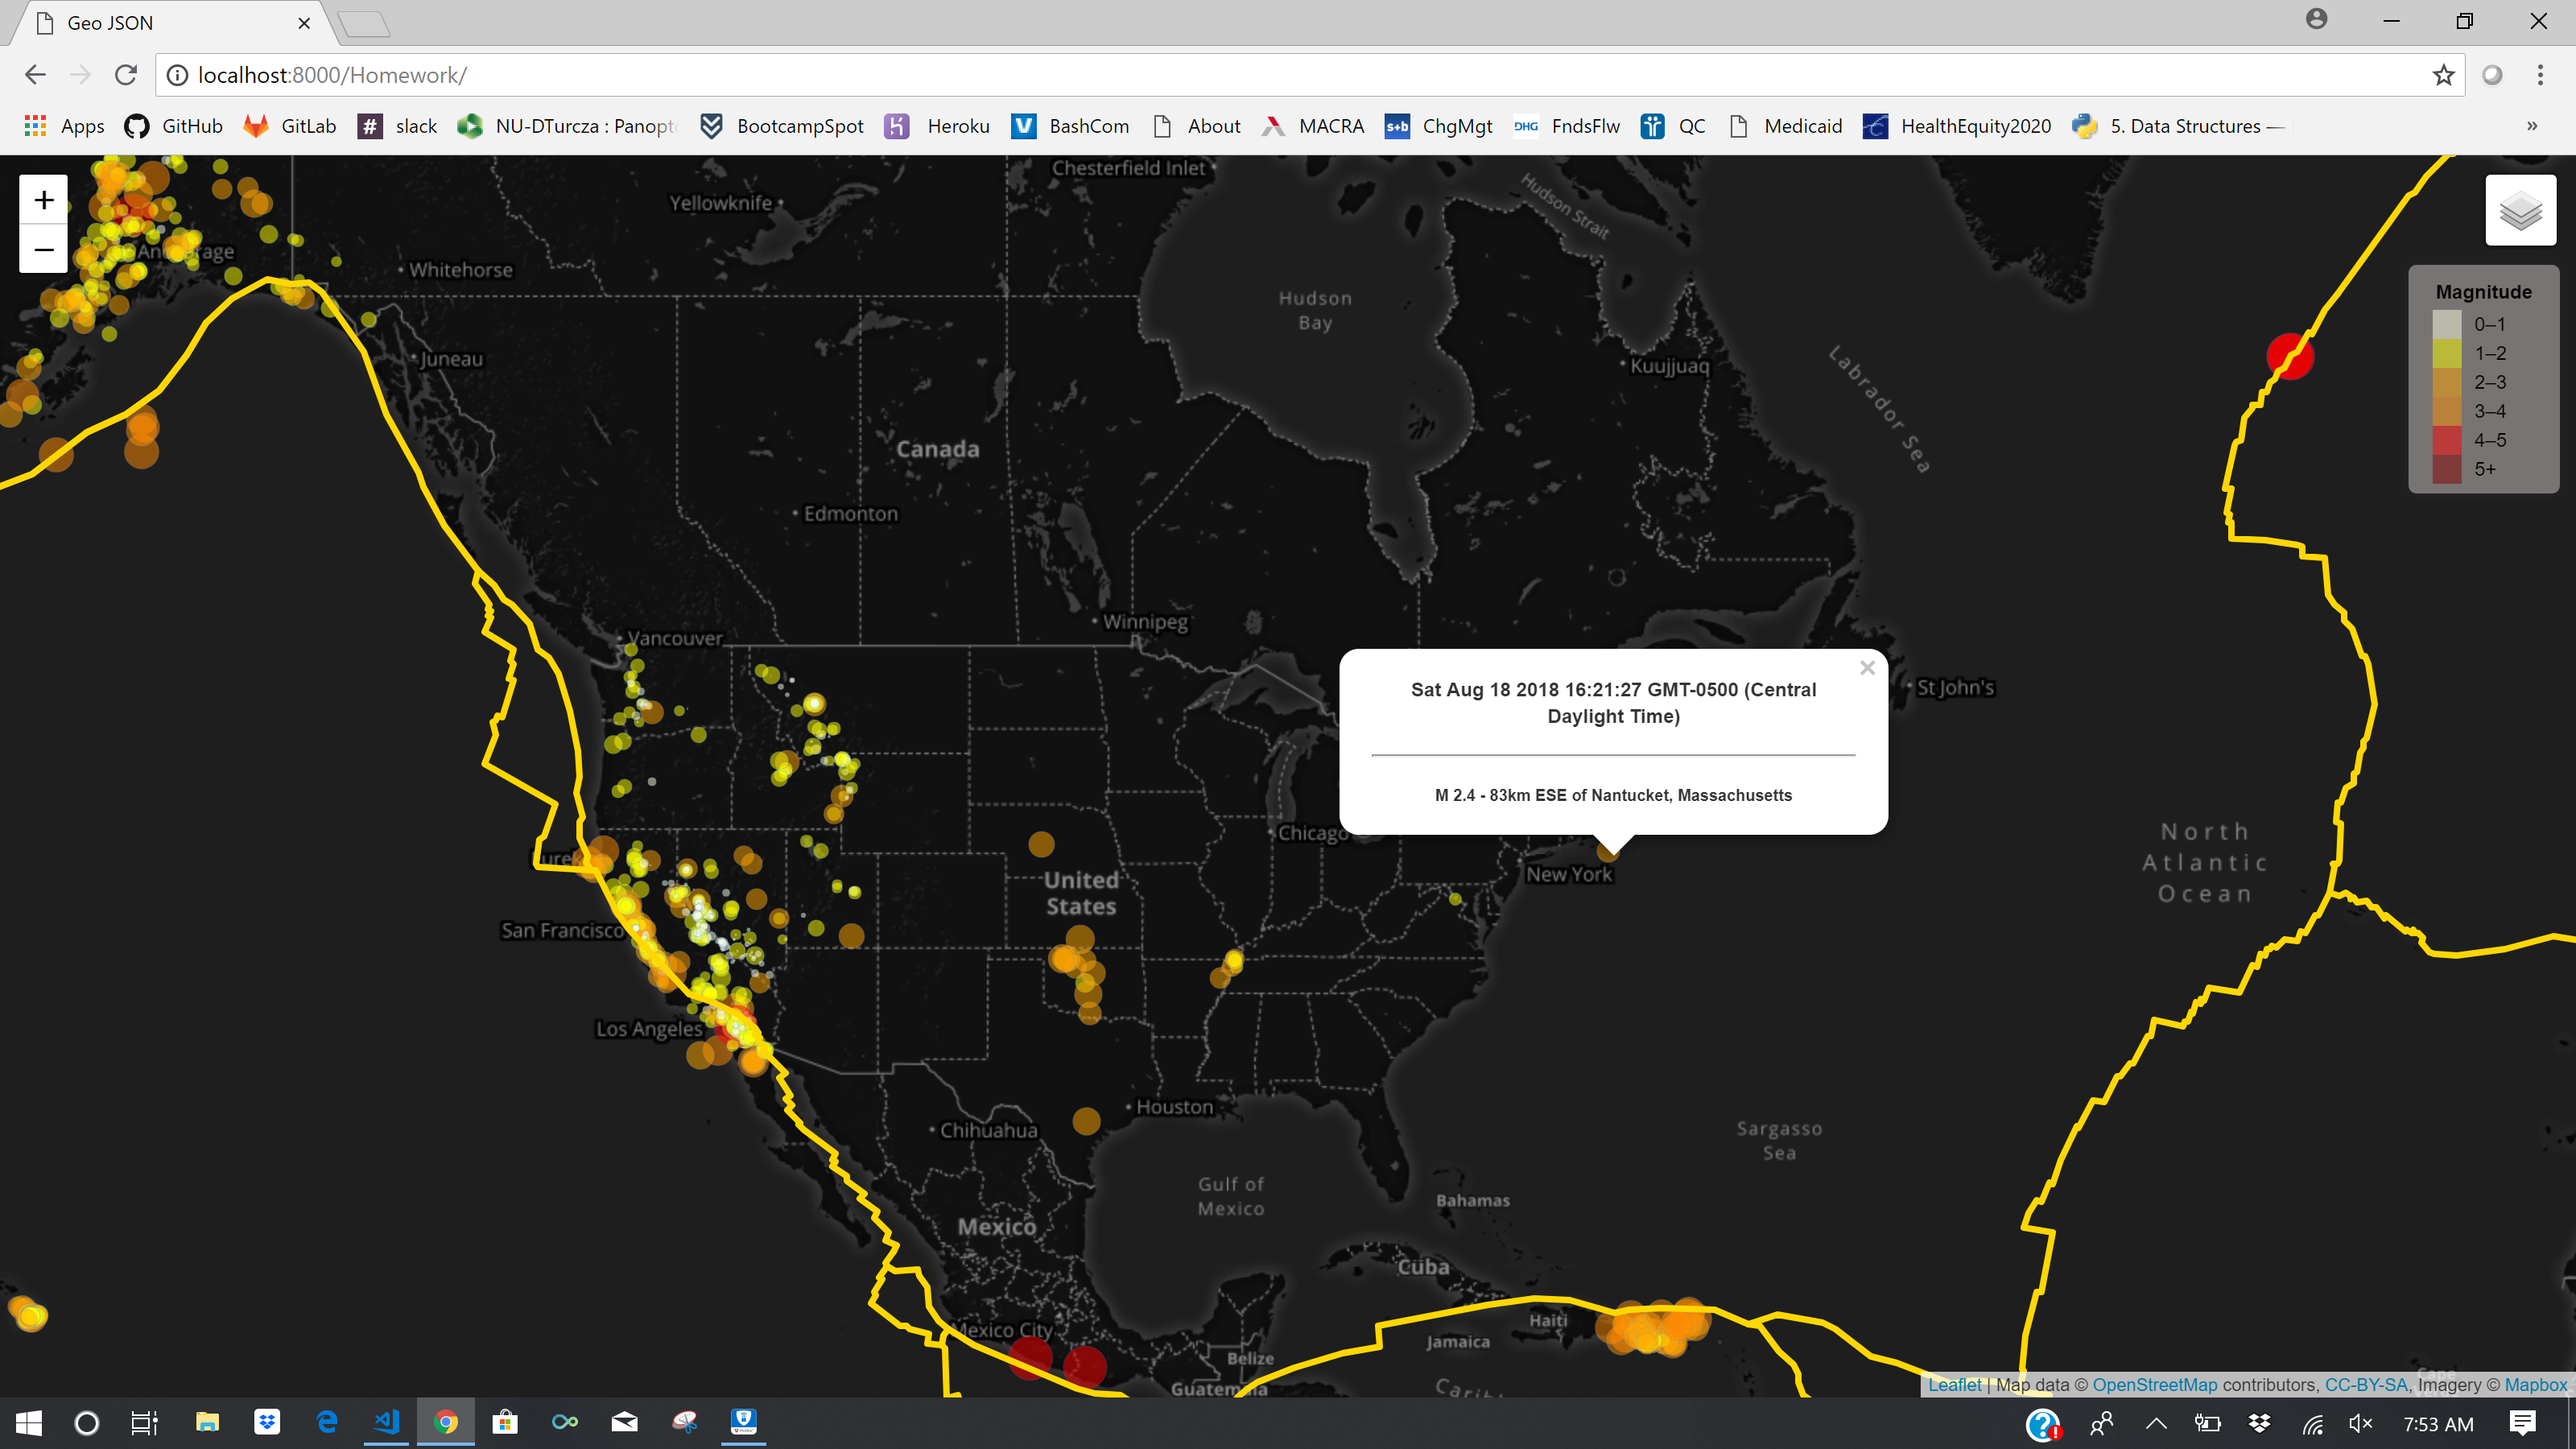 Geo JSON
localhost:8000/Homework/
Apps GitHub GitLab # slack NU-DTurcza : Panopto BootcampSpot Heroku V BashCom About MACRA s+b ChgMgt DHG FndsFlw QC Medicaid HealthEquity2020 5. Data Structures — »
+
−
Chesterfield Inlet
Yellowknife
Hudson Strait
Anchorage
Whitehorse
Hudson
Bay
Juneau
Kuujjuaq
Labrador Sea
Magnitude
0–1
1–2
2–3
3–4
4–5
5+
Canada
Edmonton
Winnipeg
Vancouver
St John's
Sat Aug 18 2018 16:21:27 GMT-0500 (Central
Daylight Time)
M 2.4 - 83km ESE of Nantucket, Massachusetts
Chicago
North
Atlantic
Ocean
Eureka
New York
United
States
San Francisco
Los Angeles
Houston
Chihuahua
Sargasso
Sea
Gulf of
Mexico
Bahamas
Mexico
Cuba
Haiti
Mexico City
Jamaica
Belize
Guatemala
Leaflet | Map data © OpenStreetMap contributors, CC-BY-SA, Imagery © Mapbox
7:53 AM